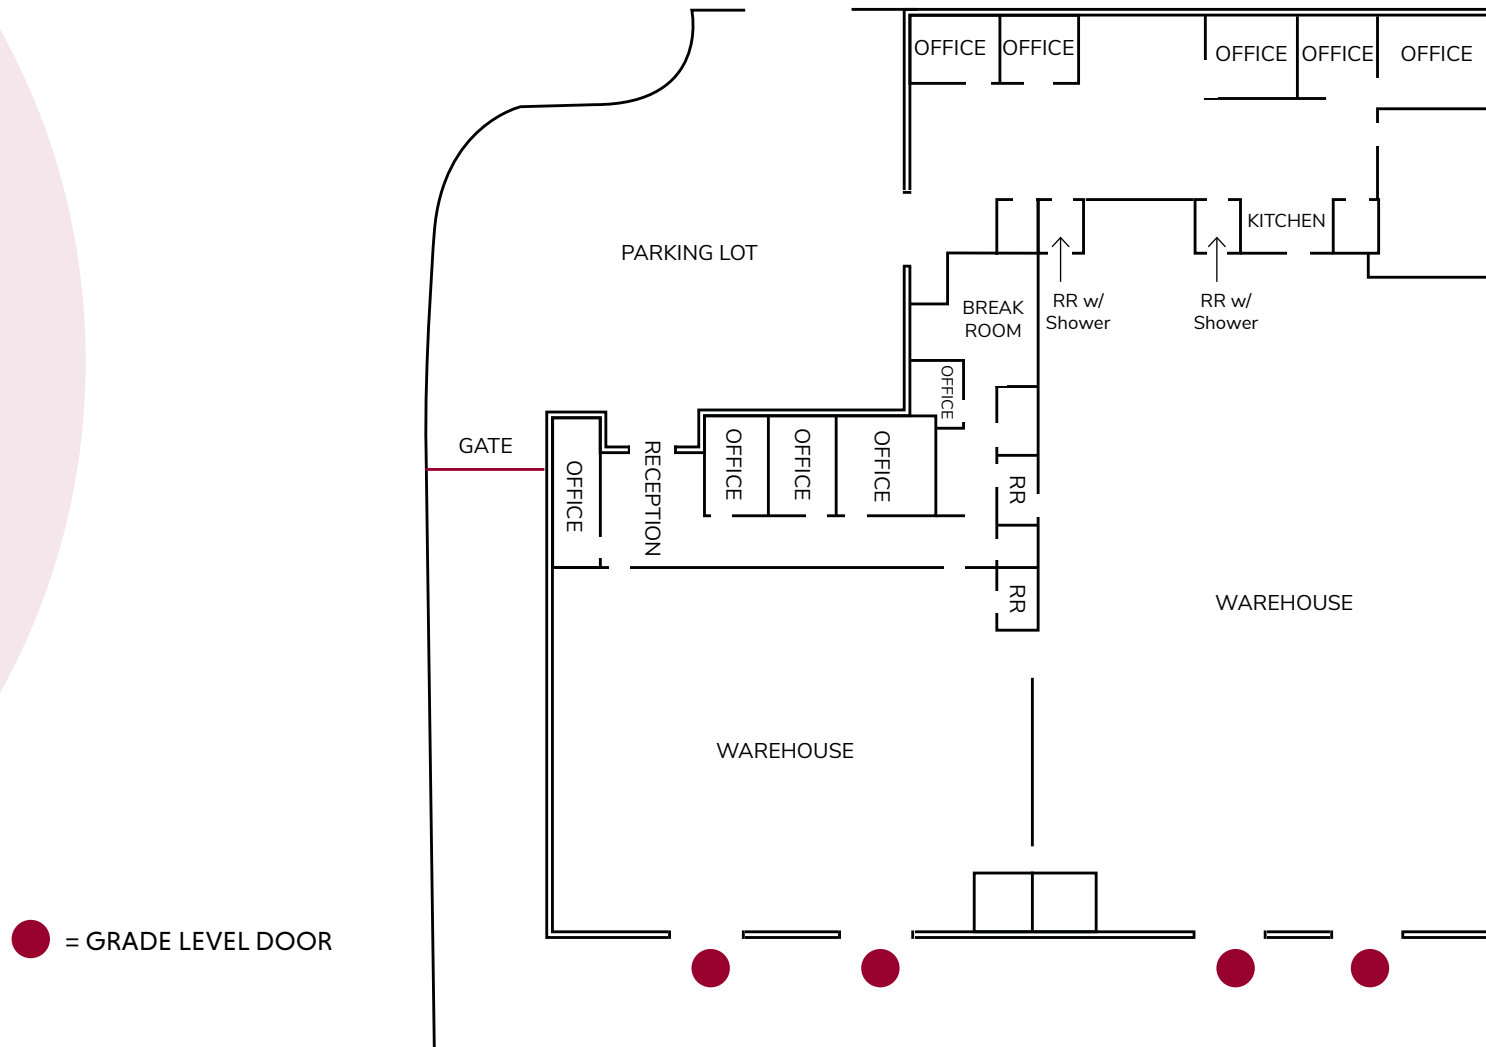 OFFICE
OFFICE
OFFICE
OFFICE
OFFICE
PARKING LOT
KITCHEN
BREAK
ROOM
RR w/
Shower
RR w/
Shower
OFFICE
GATE
OFFICE
RECEPTION
OFFICE
OFFICE
OFFICE
RR
RR
WAREHOUSE
WAREHOUSE
= GRADE LEVEL DOOR